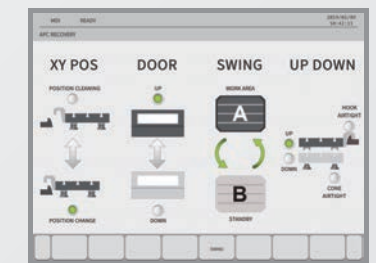 MDI READY
APC RECOVERY
XY POS DOOR SWING UP DOWN
POSITION CLEANING UP WORK AREA
HOOK
AIRTIGHT
A
UP
DOWN
B
CONE
AIRTIGHT
POSITION CHANGE DOWN STANDBY
SWING